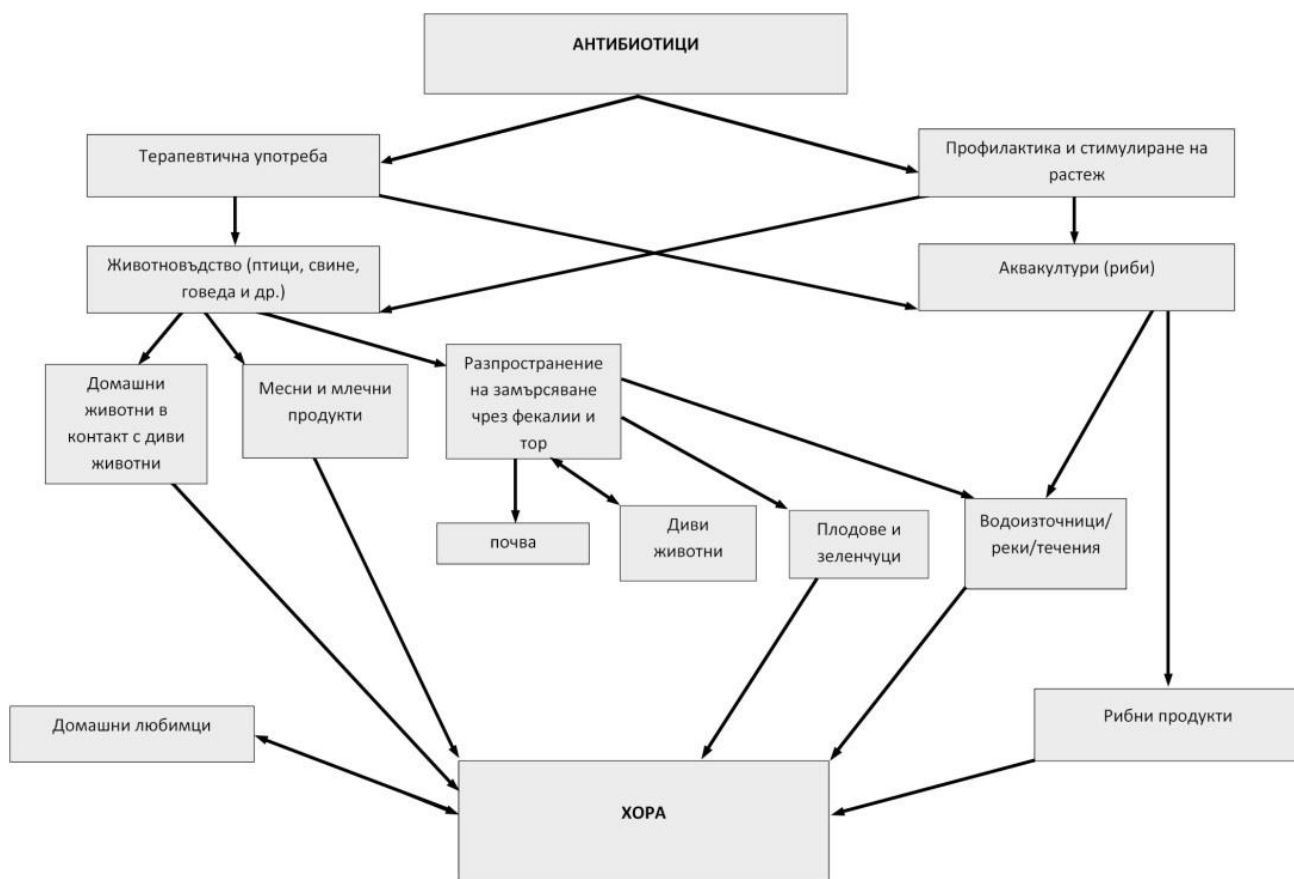 АНТИБИОТИЦИ
Терапевтична употреба
Профилактика и стимулиране на
растеж
Животновъдство (птици, свине,
говеда и др.)
Аквакултури (риби)
Домашни
животни в
контакт с диви
животни
Месни и млечни
продукти
Разпространение
на замърсяване
чрез фекалии и
тор
почва
Диви
животни
Плодове и
зеленчуци
Водоизточници/
реки/течения
Домашни любимци
Рибни продукти
ХОРА